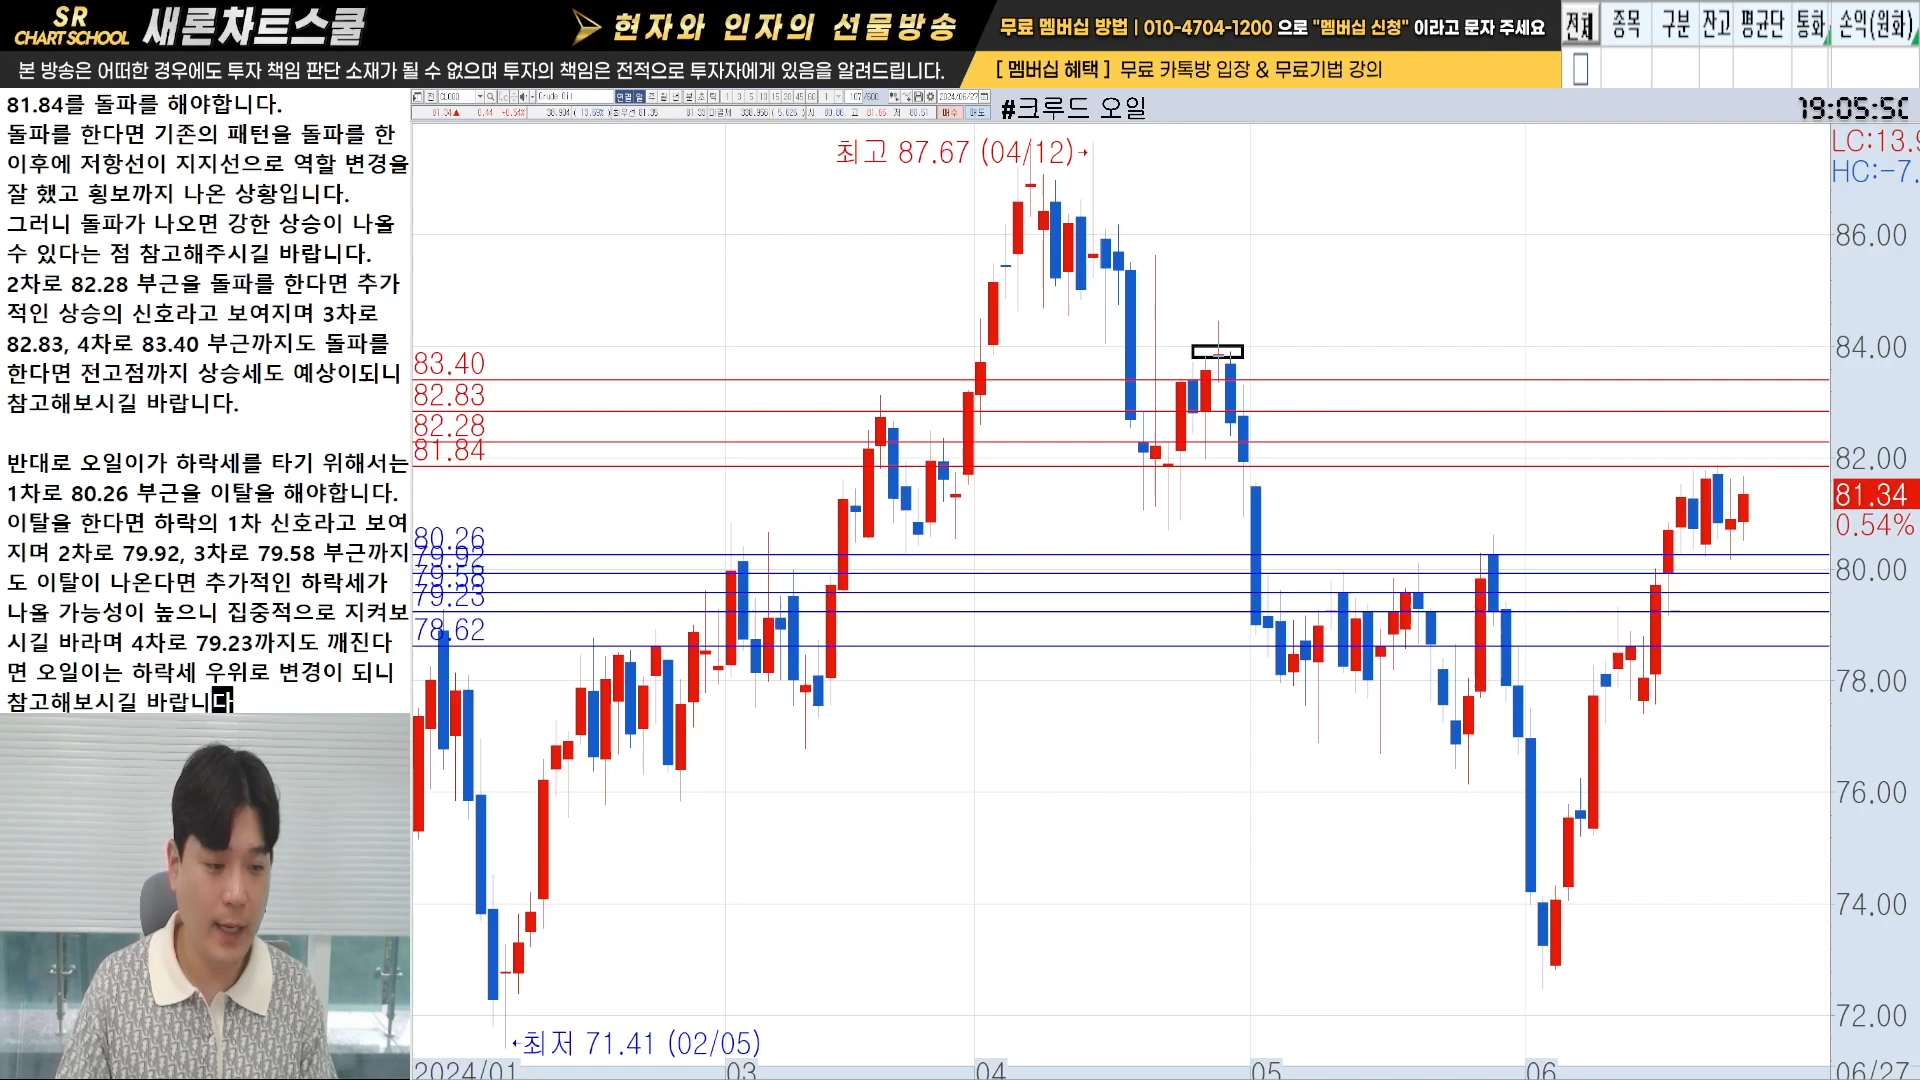 SR
CHART SCHOOL
새론차트스쿨
현자와 인자의 선물방송
무료 멤버십 방법 | 010-4704-1200 으로 "멤버십 신청" 이라고 문자 주세요
본 방송은 어떠한 경우에도 투자 책임 판단 소재가 될 수 없으며 투자의 책임은 전적으로 투자자에게 있음을 알려드립니다.
[ 멤버십 혜택 ] 무료 카톡방 입장 & 무료기법 강의
전체 종목 구분 잔고 평균단 통화 손익(원화)
81.84를 돌파를 해야합니다.
돌파를 한다면 기존의 패턴을 돌파를 한
이후에 저항선이 지지선으로 역할 변경을
잘 했고 횡보까지 나온 상황입니다.
그러니 돌파가 나오면 강한 상승이 나올
수 있다는 점 참고해주시길 바랍니다.
2차로 82.28 부근을 돌파를 한다면 추가
적인 상승의 신호라고 보여지며 3차로
82.83, 4차로 83.40 부근까지도 돌파를
한다면 전고점까지 상승세도 예상이되니
참고해보시길 바랍니다.
반대로 오일이가 하락세를 타기 위해서는
1차로 80.26 부근을 이탈을 해야합니다.
이탈을 한다면 하락의 1차 신호라고 보여
지며 2차로 79.92, 3차로 79.58 부근까지
도 이탈이 나온다면 추가적인 하락세가
나올 가능성이 높으니 집중적으로 지켜보
시길 바라며 4차로 79.23까지도 깨진다
면 오일이는 하락세 우위로 변경이 되니
참고해보시길 바랍니다
CL000
Crude Oil
2024/06/27
#크루드 오일
19:05:50
최고 87.67 (04/12)
LC:13.9
HC:-7.
86.00
84.00
82.00
81.34
0.54%
80.00
78.00
76.00
74.00
72.00
83.40
82.83
82.28
81.84
80.26
79.92
79.58
79.23
78.62
최저 71.41 (02/05)
2024/01
03
04
05
06
06/27